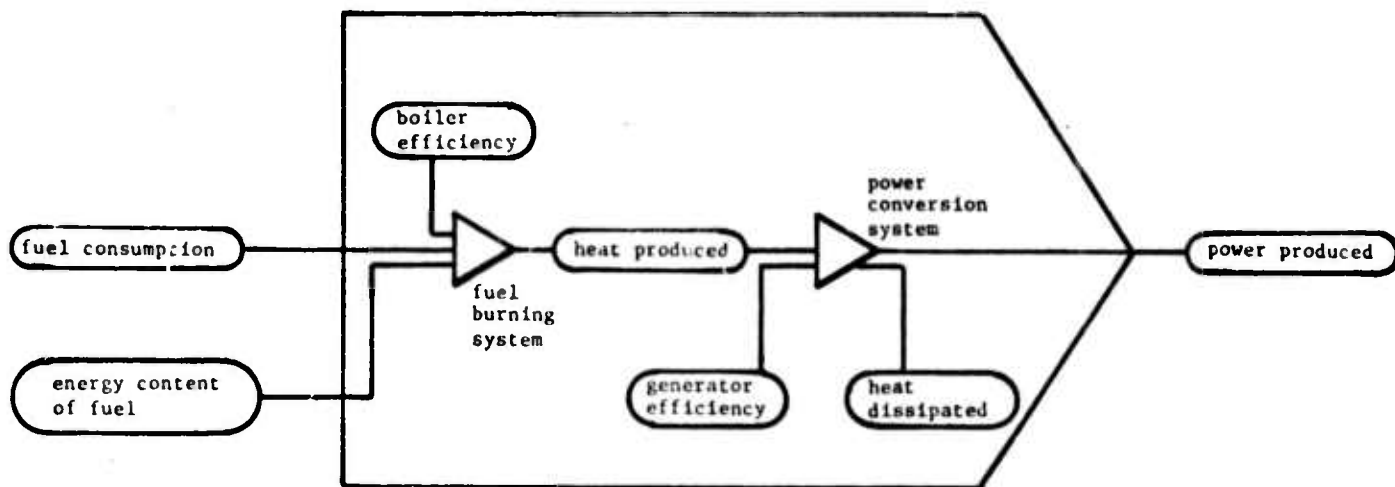 boiler
efficiency
power
conversion
system
fuel consumption
heat produced
power produced
fuel
burning
system
energy content
of fuel
generator
efficiency
heat
dissipated